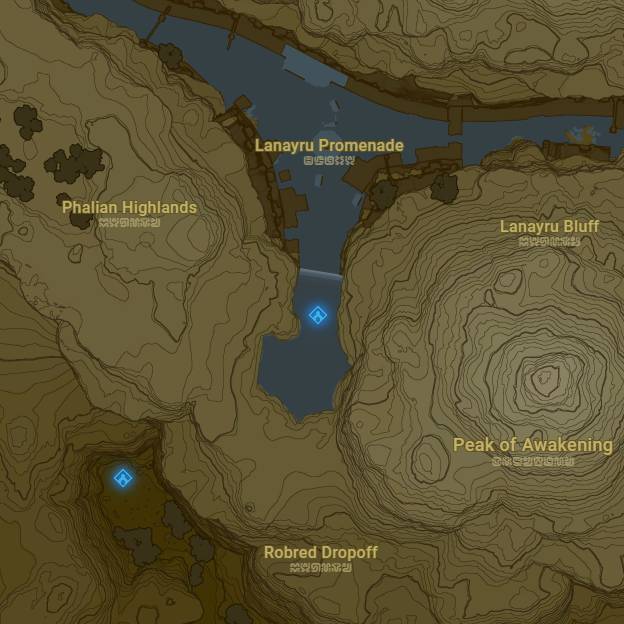 Lanayru Promenade
Phalian Highlands
Lanayru Bluff
Peak of Awakening
Robred Dropoff